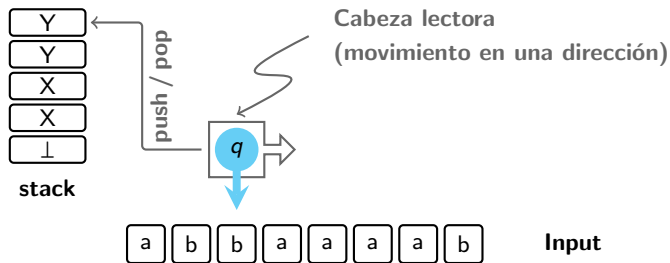 Y
Y
X
X
⊥
stack
push / pop
Cabeza lectora
(movimiento en una dirección)
q
a b b a a a a b
Input